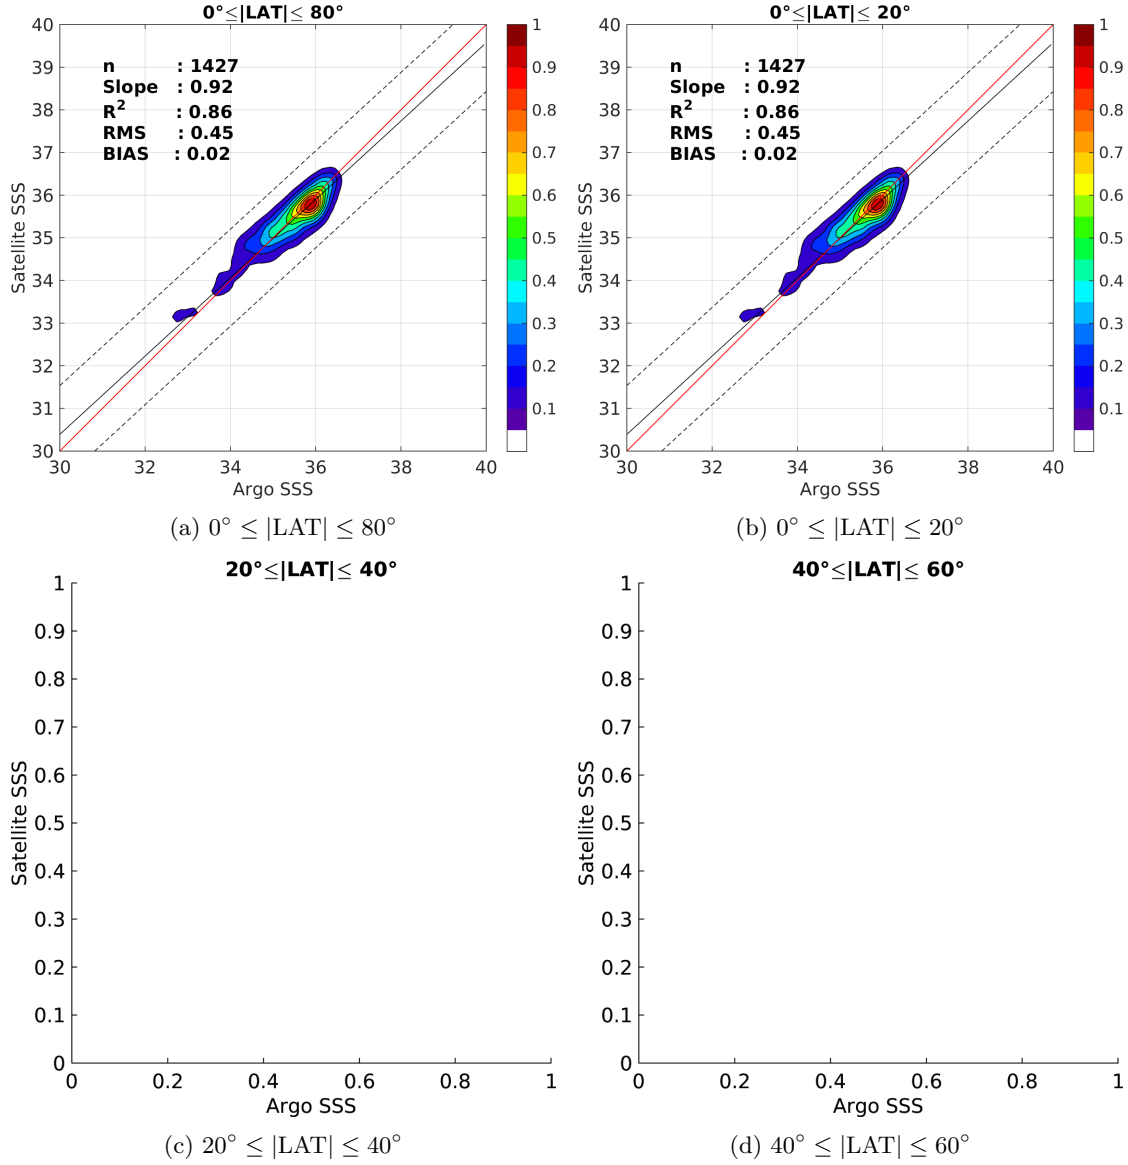 0°≤|LAT|≤ 80°
40
39
38
37
36
35
34
33
32
31
30
n : 1427
Slope : 0.92
R² : 0.86
RMS : 0.45
BIAS : 0.02
Satellite SSS
30 32 34 36 38 40
Argo SSS
1
0.9
0.8
0.7
0.6
0.5
0.4
0.3
0.2
0.1
(a) 0° ≤ |LAT| ≤ 80°
0°≤|LAT|≤ 20°
40
39
38
37
36
35
34
33
32
31
30
n : 1427
Slope : 0.92
R² : 0.86
RMS : 0.45
BIAS : 0.02
Satellite SSS
30 32 34 36 38 40
Argo SSS
1
0.9
0.8
0.7
0.6
0.5
0.4
0.3
0.2
0.1
(b) 0° ≤ |LAT| ≤ 20°
20°≤|LAT|≤ 40°
1
0.9
0.8
0.7
0.6
0.5
0.4
0.3
0.2
0.1
0
Satellite SSS
0 0.2 0.4 0.6 0.8 1
Argo SSS
(c) 20° ≤ |LAT| ≤ 40°
40°≤|LAT|≤ 60°
1
0.9
0.8
0.7
0.6
0.5
0.4
0.3
0.2
0.1
0
Satellite SSS
0 0.2 0.4 0.6 0.8 1
Argo SSS
(d) 40° ≤ |LAT| ≤ 60°